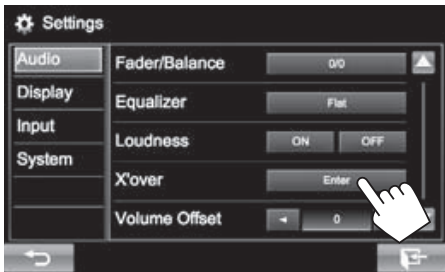 Settings
Audio
Fader/Balance
0/0
Display
Equalizer
Flat
Input
Loudness
ON
OFF
System
X'over
Enter
Volume Offset
0